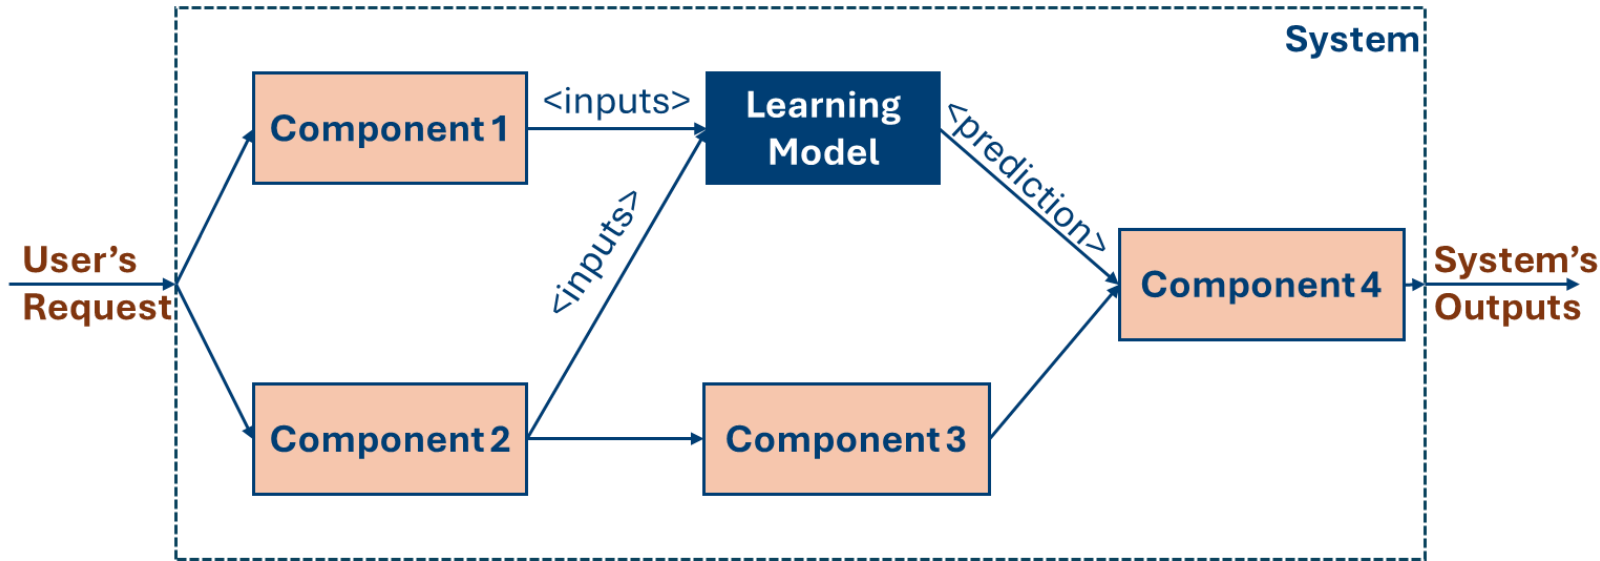 System
Component 1
<inputs>
Learning
Model
<prediction>
<inputs>
User's
Request
Component 4
System's
Outputs
Component 2
Component 3